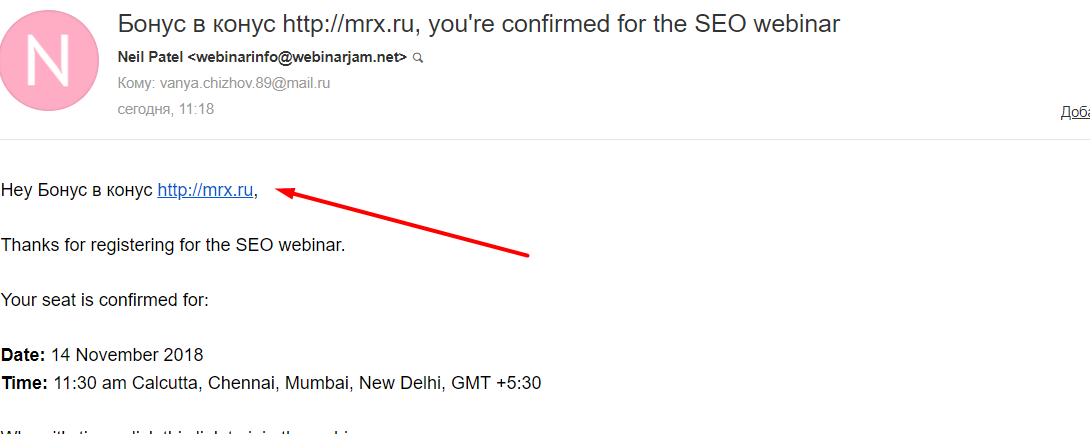 Бонус в конус http://mrx.ru, you're confirmed for the SEO webinar
N
Neil Patel <webinarinfo@webinarjam.net>
Кому: vanya.chizhov.89@mail.ru
сегодня, 11:18
Доба
Hey Бонус в конус http://mrx.ru,
Thanks for registering for the SEO webinar.
Your seat is confirmed for:
Date: 14 November 2018
Time: 11:30 am Calcutta, Chennai, Mumbai, New Delhi, GMT +5:30